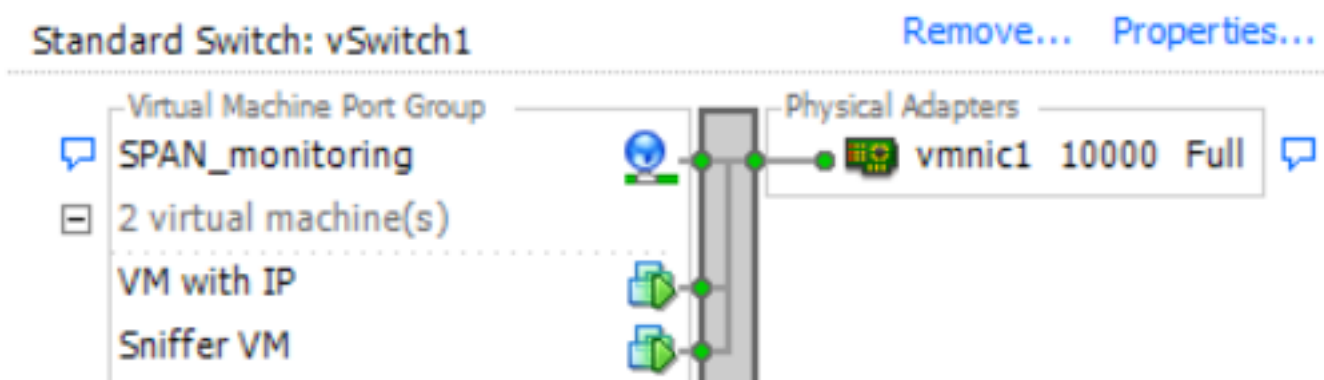 Standard Switch: vSwitch1 Remove... Properties...
Virtual Machine Port Group Physical Adapters
SPAN_monitoring vmnic1 10000 Full
2 virtual machine(s)
VM with IP
Sniffer VM